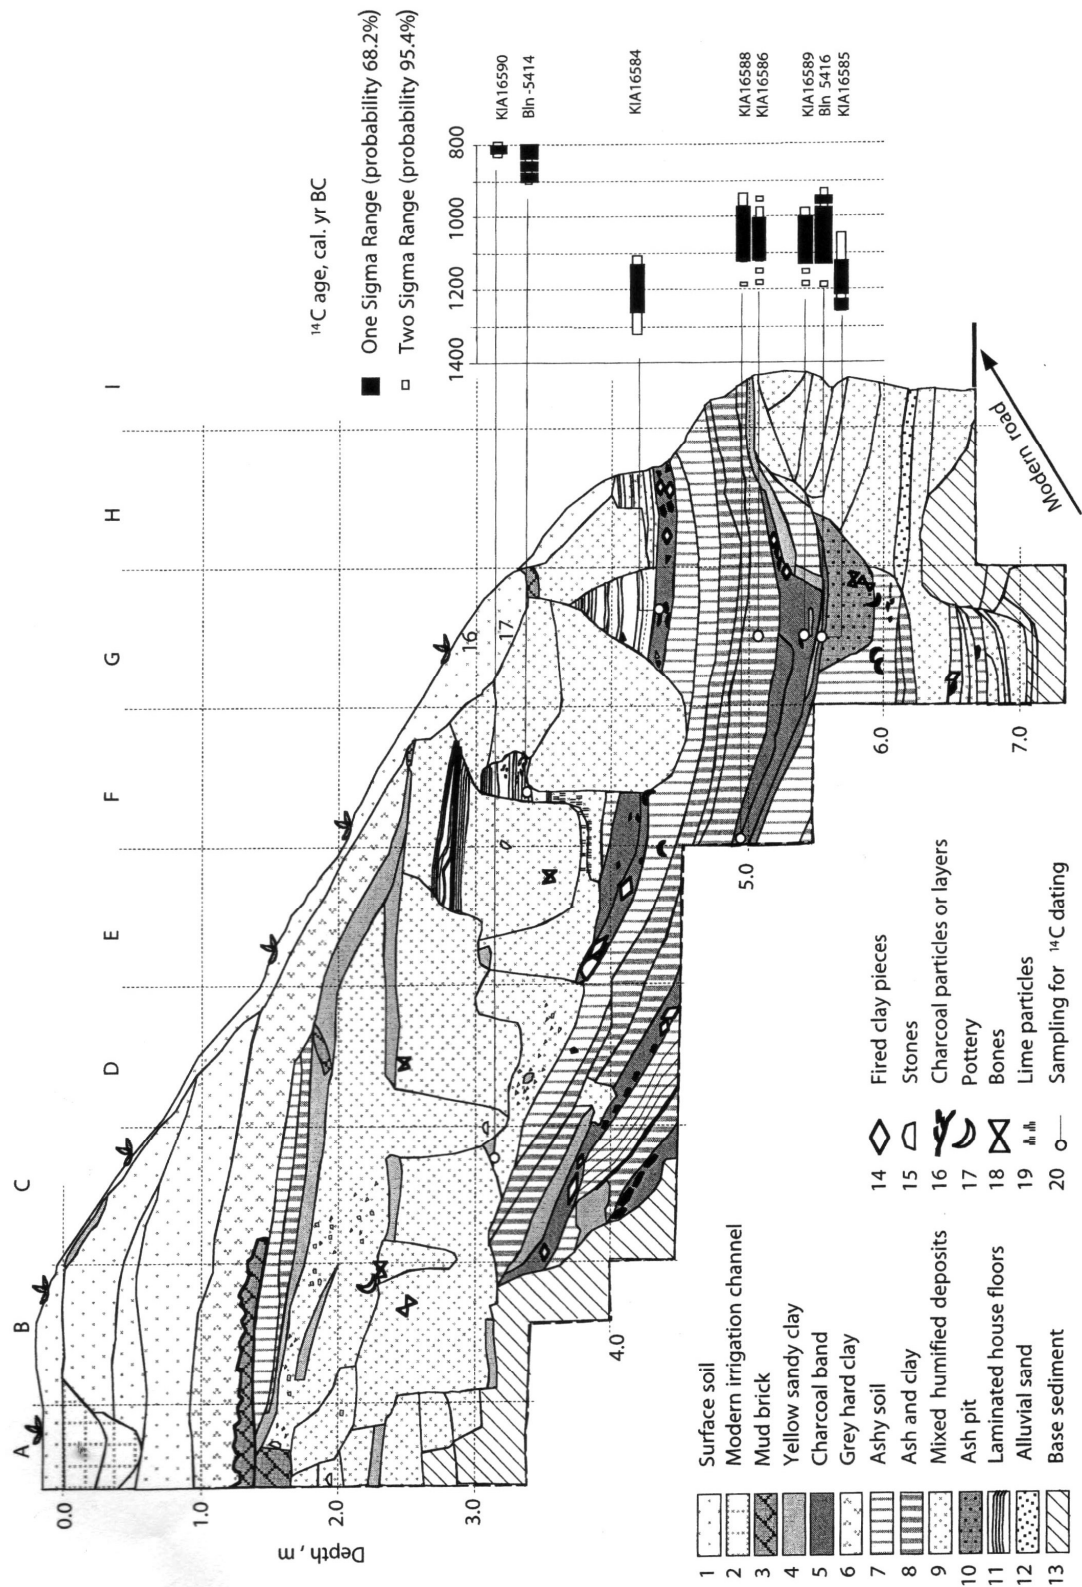 A
B
C
D
E
F
G
H
I
¹⁴C age, cal. yr BC
One Sigma Range (probability 68.2%)
Two Sigma Range (probability 95.4%)
1400
1200
1000
800
KIA16590
Bln -5414
KIA16584
KIA16588
KIA16586
KIA16589
Bln 5416
KIA16585
16
17
Depth, m
0.0
1.0
2.0
3.0
4.0
5.0
6.0
7.0
Modern road
1 Surface soil
2 Modern irrigation channel
3 Mud brick
4 Yellow sandy clay
5 Charcoal band
6 Grey hard clay
7 Ashy soil
8 Ash and clay
9 Mixed humified deposits
10 Ash pit
11 Laminated house floors
12 Alluvial sand
13 Base sediment
14 Fired clay pieces
15 Stones
16 Charcoal particles or layers
17 Pottery
18 Bones
19 Lime particles
20 Sampling for ¹⁴C dating